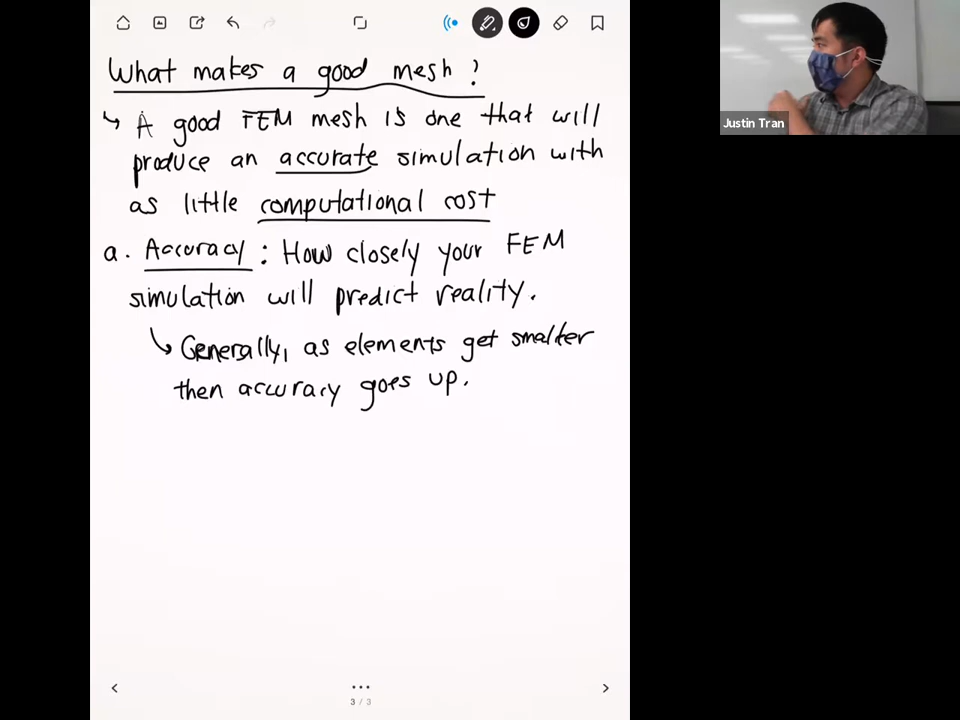 What makes a good mesh?
↳ A good FEM mesh is one that will
produce an accurate simulation with
as little computational cost
a. Accuracy: How closely your FEM
simulation will predict reality.
↳ Generally, as elements get smaller
then accuracy goes up.
3 / 3
Justin Tran